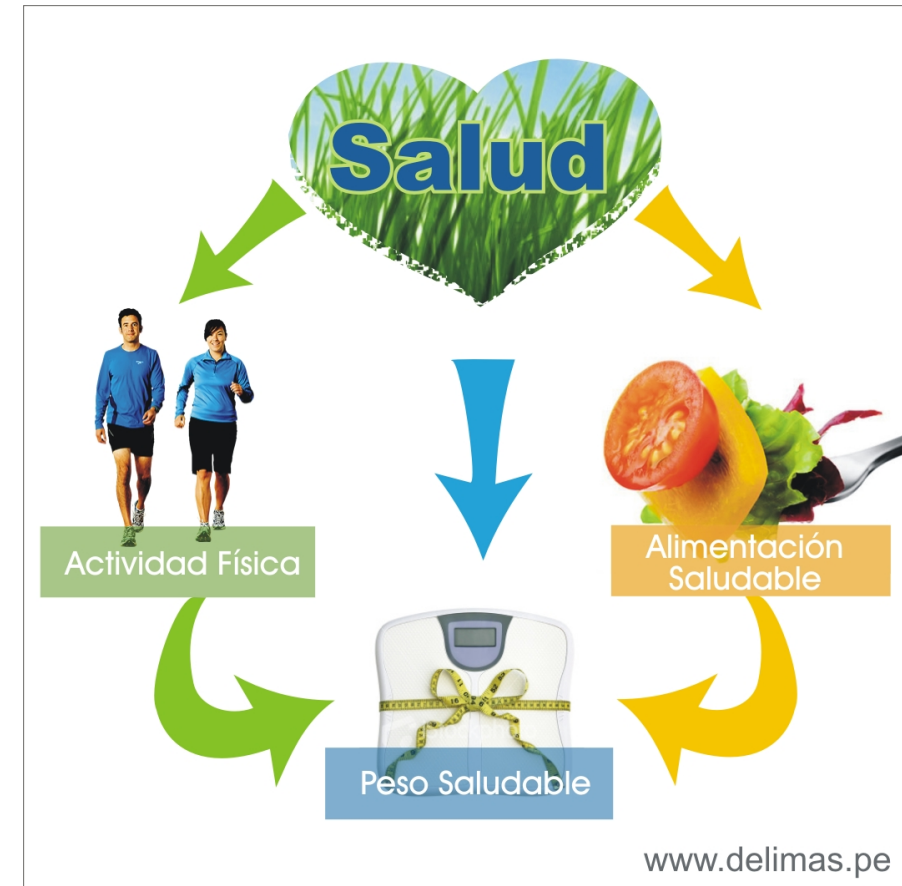 Salud
Actividad Física
Alimentación
Saludable
Peso Saludable
www.delimas.pe